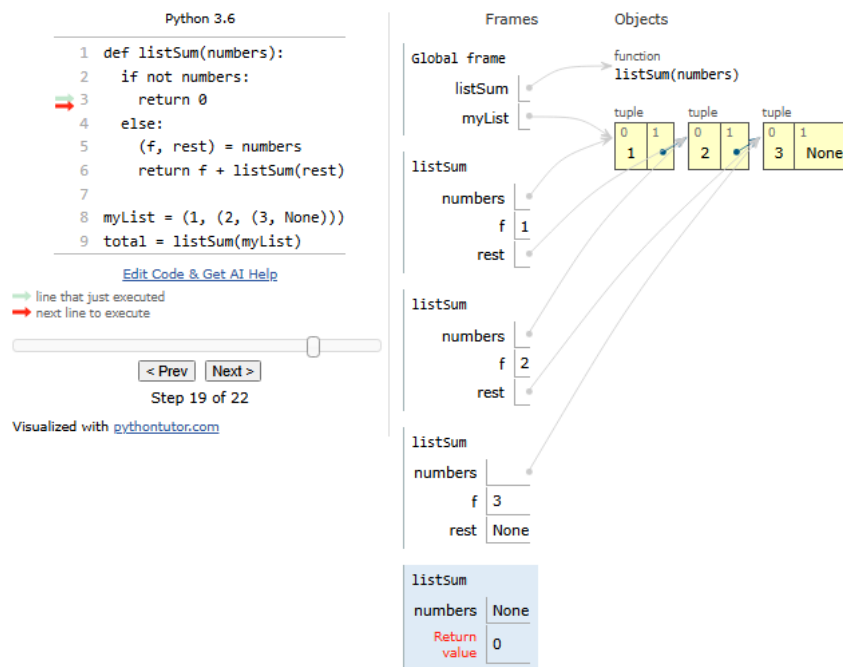 Python 3.6
1 def listSum(numbers):
2   if not numbers:
3     return 0
4   else:
5     (f, rest) = numbers
6     return f + listSum(rest)
7
8 myList = (1, (2, (3, None)))
9 total = listSum(myList)
Edit Code & Get AI Help
line that just executed
next line to execute
< Prev Next >
Step 19 of 22
Visualized with pythontutor.com
Frames Objects
Global frame
listSum
myList
function
listSum(numbers)
tuple tuple tuple
0 1 0 1 0 1
1 2 3 None
listSum
numbers
f 1
rest
listSum
numbers
f 2
rest
listSum
numbers
f 3
rest None
listSum
numbers None
Return
value 0